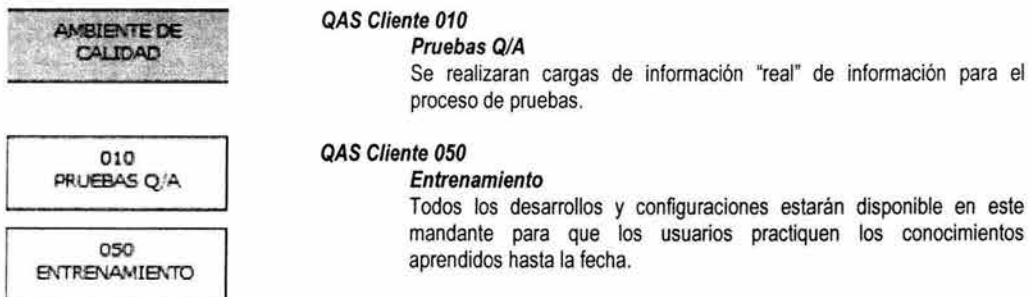 AMBIENTE DE
CALIDAD
010
PRUEBAS Q/A
050
ENTRENAMIENTO
QAS Cliente 010
Pruebas Q/A
Se realizaran cargas de información “real” de información para el
proceso de pruebas.
QAS Cliente 050
Entrenamiento
Todos los desarrollos y configuraciones estarán disponible en este
mandante para que los usuarios practiquen los conocimientos
aprendidos hasta la fecha.